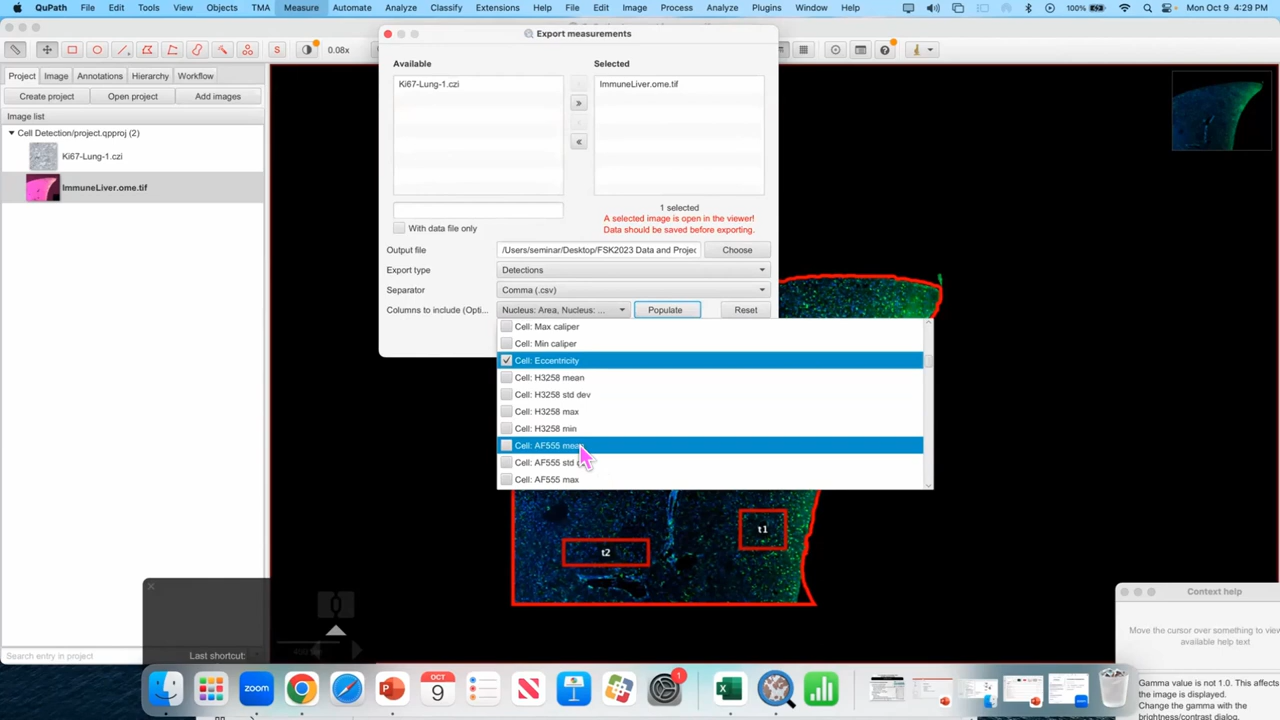 QuPath File Edit Tools View Objects TMA Measure Automate Analyze Classify Extensions Help File Edit Image Process Analyze Plugins Window Help 100% Mon Oct 9 4:29 PM
Export measurements
S 0.08x
Available Selected
Project Image Annotations Hierarchy Workflow
Ki67-Lung-1.czi ImmuneLiver.ome.tif
Create project Open project Add images
» 
Image list
Cell Detection/project.qpproj (2)
«
Ki67-Lung-1.czi
ImmuneLiver.ome.tif
1 selected
A selected image is open in the viewer!
With data file only Data should be saved before exporting.
Output file /Users/seminar/Desktop/FSK2023 Data and Projec Choose
Export type Detections
Separator Comma (.csv)
Columns to include (Opti... Nucleus: Area, Nucleus: ... Populate Reset
Cell: Max caliper
Cell: Min caliper
Cell: Eccentricity
Cell: H3258 mean
Cell: H3258 std dev
Cell: H3258 max
Cell: H3258 min
Cell: AF555 mean
Cell: AF555 std
Cell: AF555 max
t1
t2
Context help
Move the cursor over something to view
available help text
Search entry in project Last shortcut:
OCT
9
zoom
1
Gamma value is not 1.0. This affects
the image is displayed.
Change the gamma with the
brightness/contrast dialog.